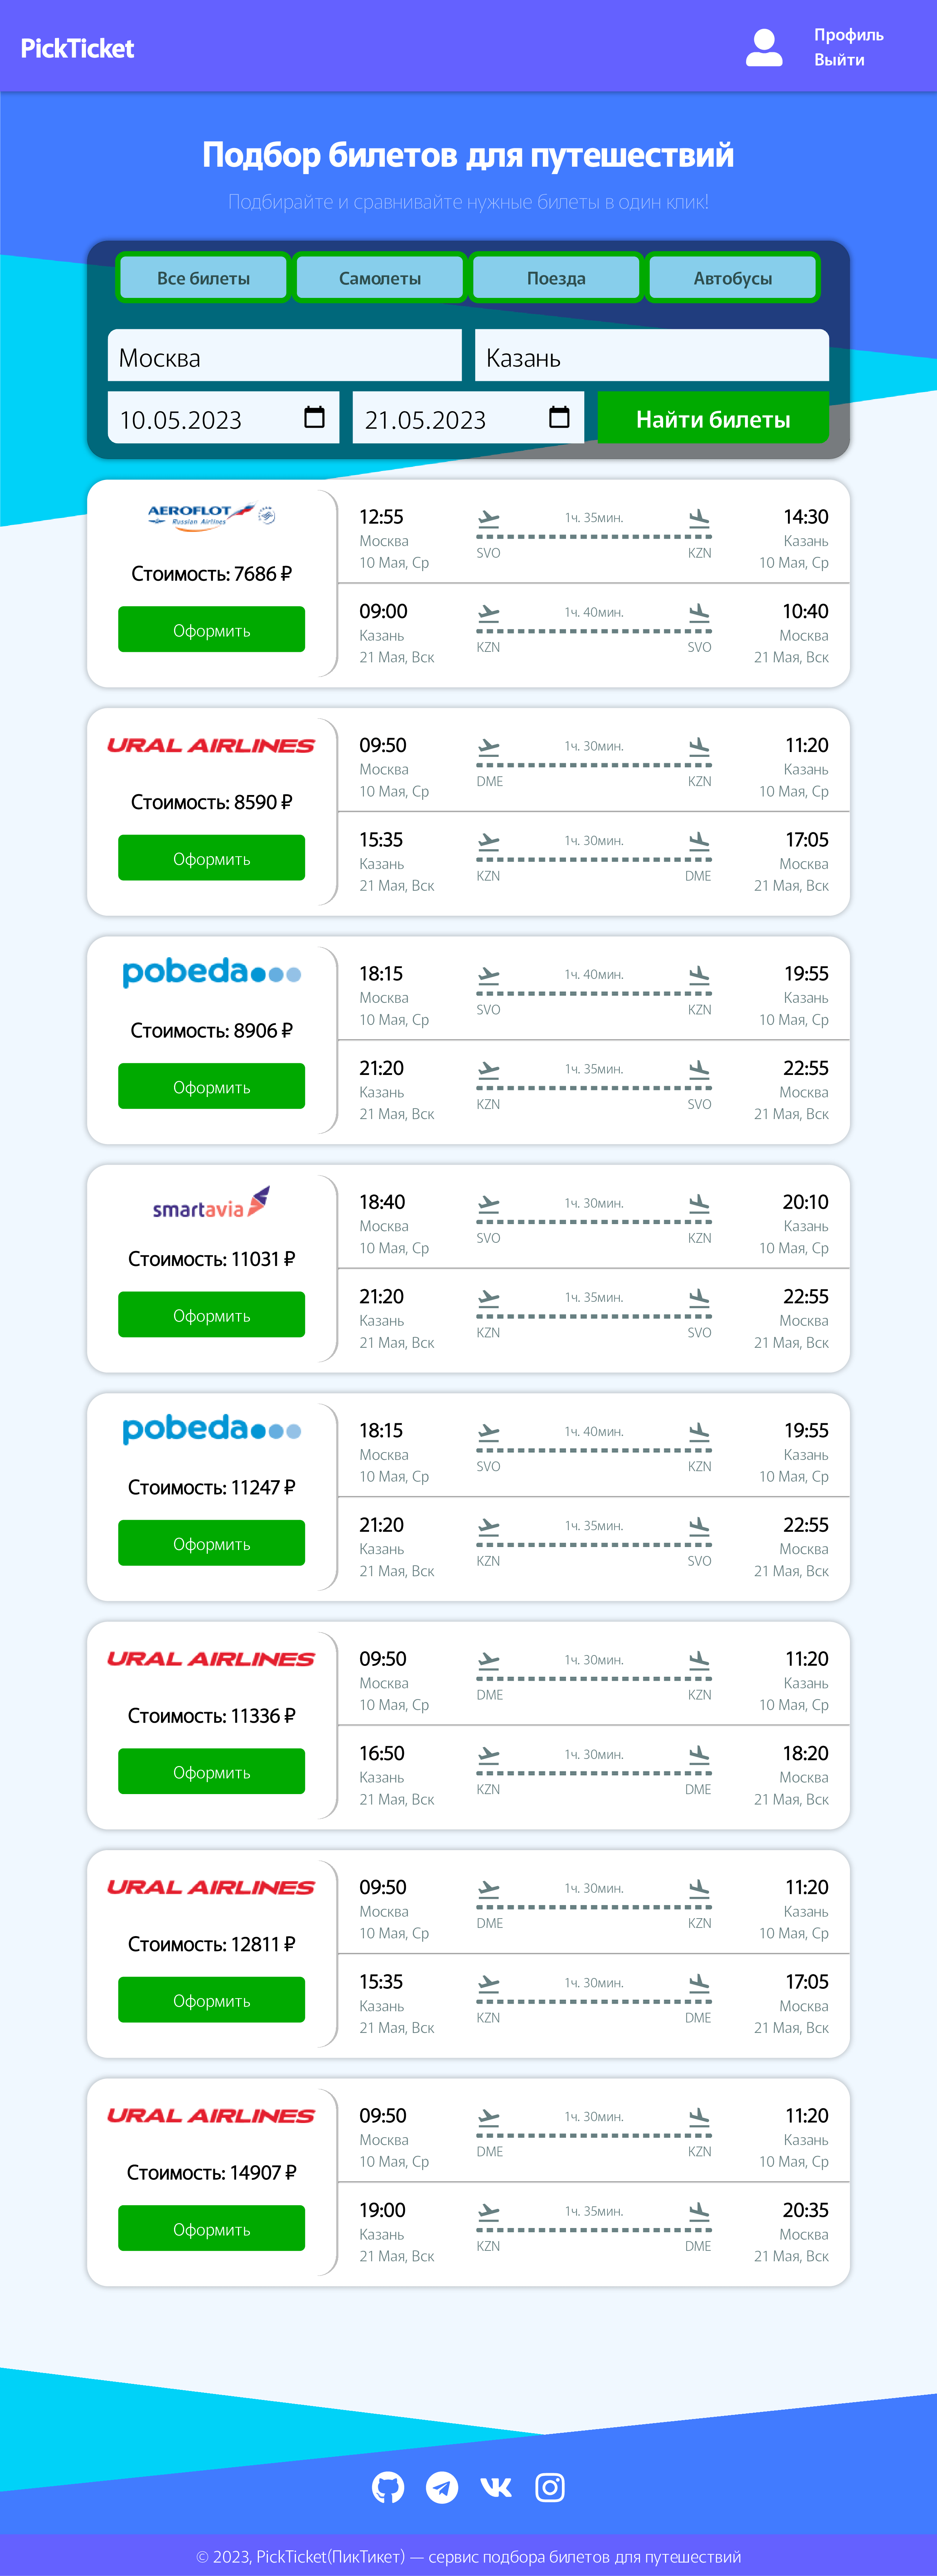 PickTicket
Профиль
Выйти
Подбор билетов для путешествий
Подбирайте и сравнивайте нужные билеты в один клик!
Все билеты Самолеты Поезда Автобусы
Москва Казань
10.05.2023 21.05.2023 Найти билеты
AEROFLOT
Russian Airlines
Стоимость: 7686 ₽
Оформить
12:55 1ч. 35мин. 14:30
Москва SVO KZN Казань
10 Мая, Ср 10 Мая, Ср
09:00 1ч. 40мин. 10:40
Казань KZN SVO Москва
21 Мая, Вск 21 Мая, Вск
URAL AIRLINES
Стоимость: 8590 ₽
Оформить
09:50 1ч. 30мин. 11:20
Москва DME KZN Казань
10 Мая, Ср 10 Мая, Ср
15:35 1ч. 30мин. 17:05
Казань KZN DME Москва
21 Мая, Вск 21 Мая, Вск
pobeda
Стоимость: 8906 ₽
Оформить
18:15 1ч. 40мин. 19:55
Москва SVO KZN Казань
10 Мая, Ср 10 Мая, Ср
21:20 1ч. 35мин. 22:55
Казань KZN SVO Москва
21 Мая, Вск 21 Мая, Вск
smartavia
Стоимость: 11031 ₽
Оформить
18:40 1ч. 30мин. 20:10
Москва SVO KZN Казань
10 Мая, Ср 10 Мая, Ср
21:20 1ч. 35мин. 22:55
Казань KZN SVO Москва
21 Мая, Вск 21 Мая, Вск
pobeda
Стоимость: 11247 ₽
Оформить
18:15 1ч. 40мин. 19:55
Москва SVO KZN Казань
10 Мая, Ср 10 Мая, Ср
21:20 1ч. 35мин. 22:55
Казань KZN SVO Москва
21 Мая, Вск 21 Мая, Вск
URAL AIRLINES
Стоимость: 11336 ₽
Оформить
09:50 1ч. 30мин. 11:20
Москва DME KZN Казань
10 Мая, Ср 10 Мая, Ср
16:50 1ч. 30мин. 18:20
Казань KZN DME Москва
21 Мая, Вск 21 Мая, Вск
URAL AIRLINES
Стоимость: 12811 ₽
Оформить
09:50 1ч. 30мин. 11:20
Москва DME KZN Казань
10 Мая, Ср 10 Мая, Ср
15:35 1ч. 30мин. 17:05
Казань KZN DME Москва
21 Мая, Вск 21 Мая, Вск
URAL AIRLINES
Стоимость: 14907 ₽
Оформить
09:50 1ч. 30мин. 11:20
Москва DME KZN Казань
10 Мая, Ср 10 Мая, Ср
19:00 1ч. 35мин. 20:35
Казань KZN DME Москва
21 Мая, Вск 21 Мая, Вск
© 2023, PickTicket(ПикТикет) — сервис подбора билетов для путешествий